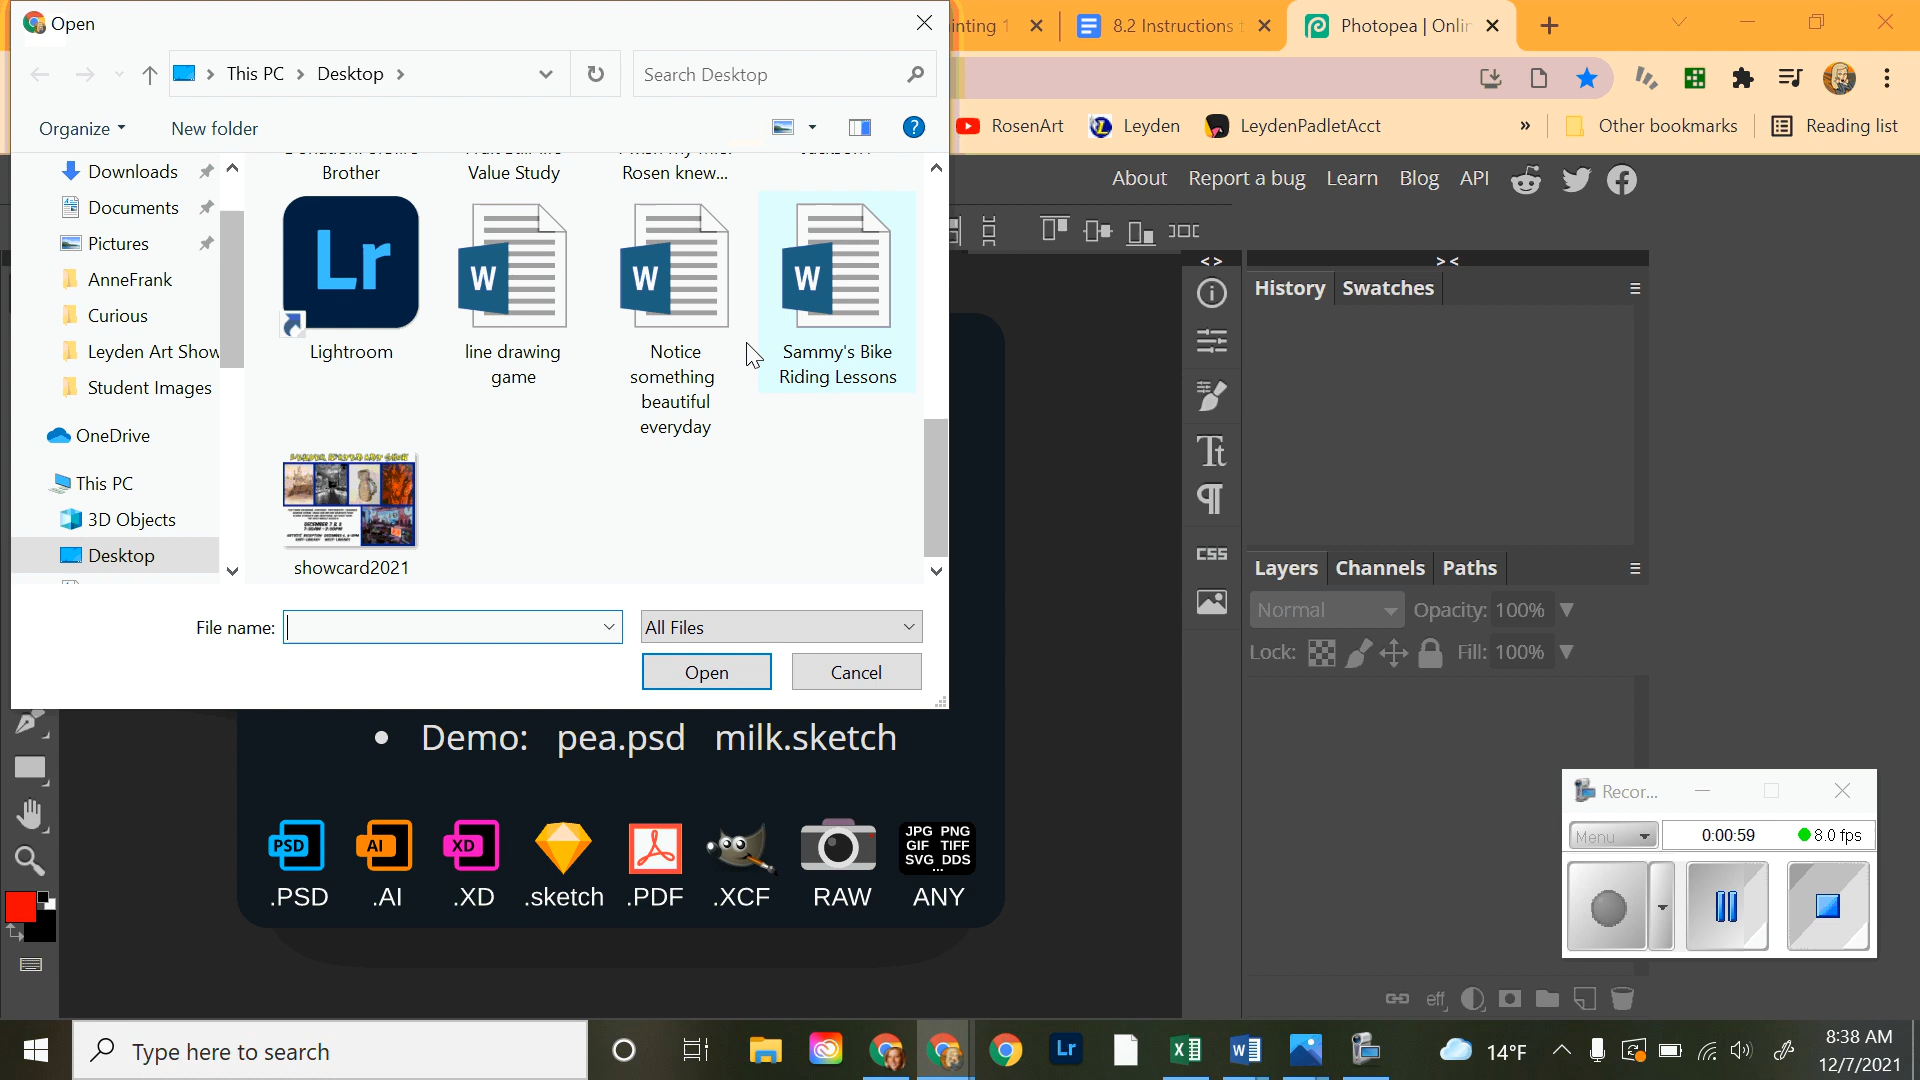 Open
inting 1
8.2 Instructions
Photopea | Onlin
This PC
Desktop
Search Desktop
Organize
New folder
RosenArt
Leyden
LeydenPadletAcct
»
Other bookmarks
Reading list
Downloads
Documents
Pictures
AnneFrank
Curious
Leyden Art Show
Student Images
OneDrive
This PC
3D Objects
Desktop
Brother
Value Study
Rosen knew...
Lr
Lightroom
W
line drawing
game
W
Notice
something
beautiful
everyday
W
Sammy's Bike
Riding Lessons
showcard2021
File name:
All Files
Open
Cancel
About
Report a bug
Learn
Blog
API
< >
> <
History
Swatches
CSS
Layers
Channels
Paths
Normal
Opacity:
100%
Lock:
Fill:
100%
eff
Demo: pea.psd milk.sketch
PSD
AI
XD
JPG PNG
GIF TIFF
SVG DDS
...
.PSD
.AI
.XD
.sketch
.PDF
.XCF
RAW
ANY
Recor...
Menu
0:00:59
8.0 fps
Type here to search
Lr
14°F
8:38 AM
12/7/2021